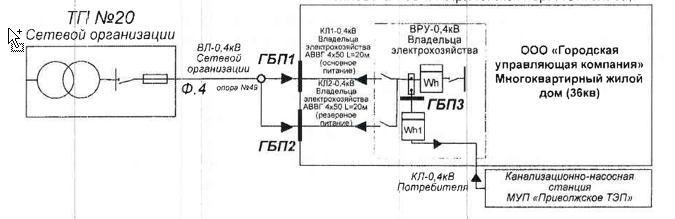 ТП №20
Сетевой организации
ВЛ-0,4кВ
Сетевой
организации
Ф.4
опора №49
ГБП1
ГБП2
КЛ1-0.4кВ
Владельца
электрохозяйства
АВВГ 4х50 L=20м
(основное
питание)
КЛ2-0,4кВ
Владельца
электрохозяйства
АВВГ 4х50 L=20м
(резервное
питание)
ВРУ-0,4кВ
Владельца
электрохозяйства
Wh
ГБП3
Wh1
ООО «Городская
управляющая компания»
Многоквартирный жилой
дом (36кв)
КЛ-0,4кВ
Потребителя
Канализационно-насосная
станция
МУП «Приволжское ТЭП»